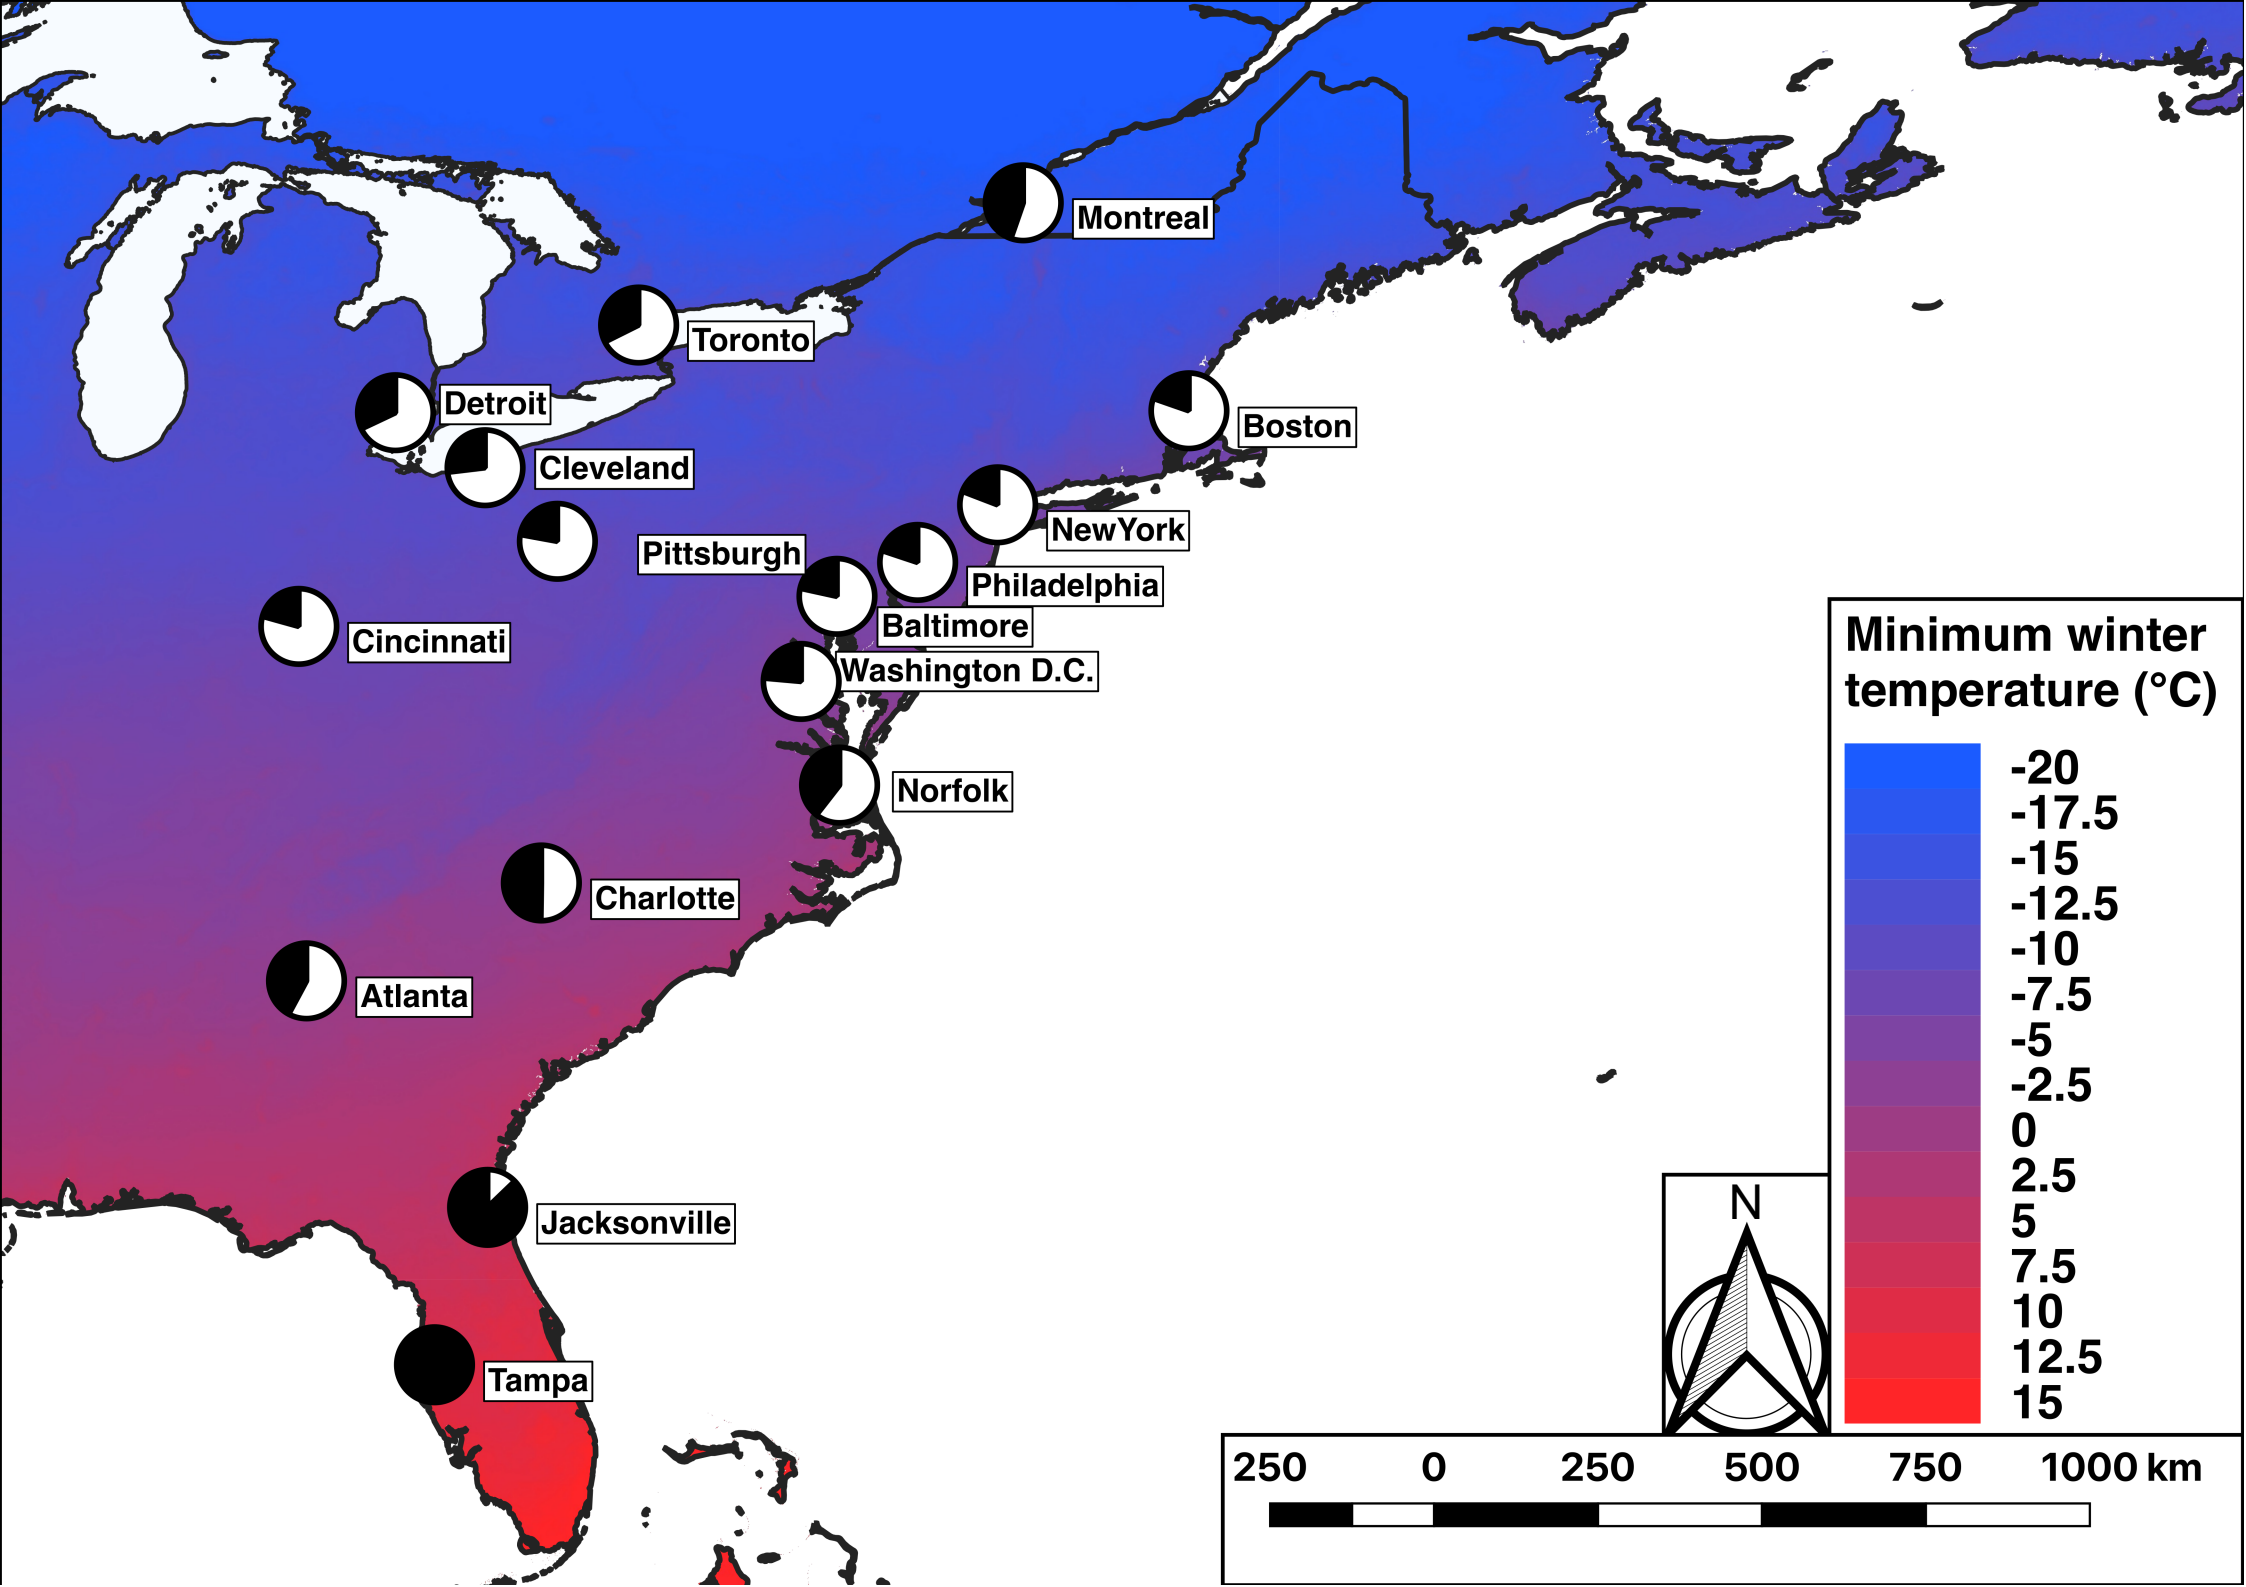 Montreal
Toronto
Detroit
Boston
Cleveland
NewYork
Pittsburgh
Philadelphia
Baltimore
Cincinnati
Washington D.C.
Norfolk
Charlotte
Atlanta
Jacksonville
Tampa
Minimum winter
temperature (°C)
-20
-17.5
-15
-12.5
-10
-7.5
-5
-2.5
0
2.5
5
7.5
10
12.5
15
N
250 0 250 500 750 1000 km